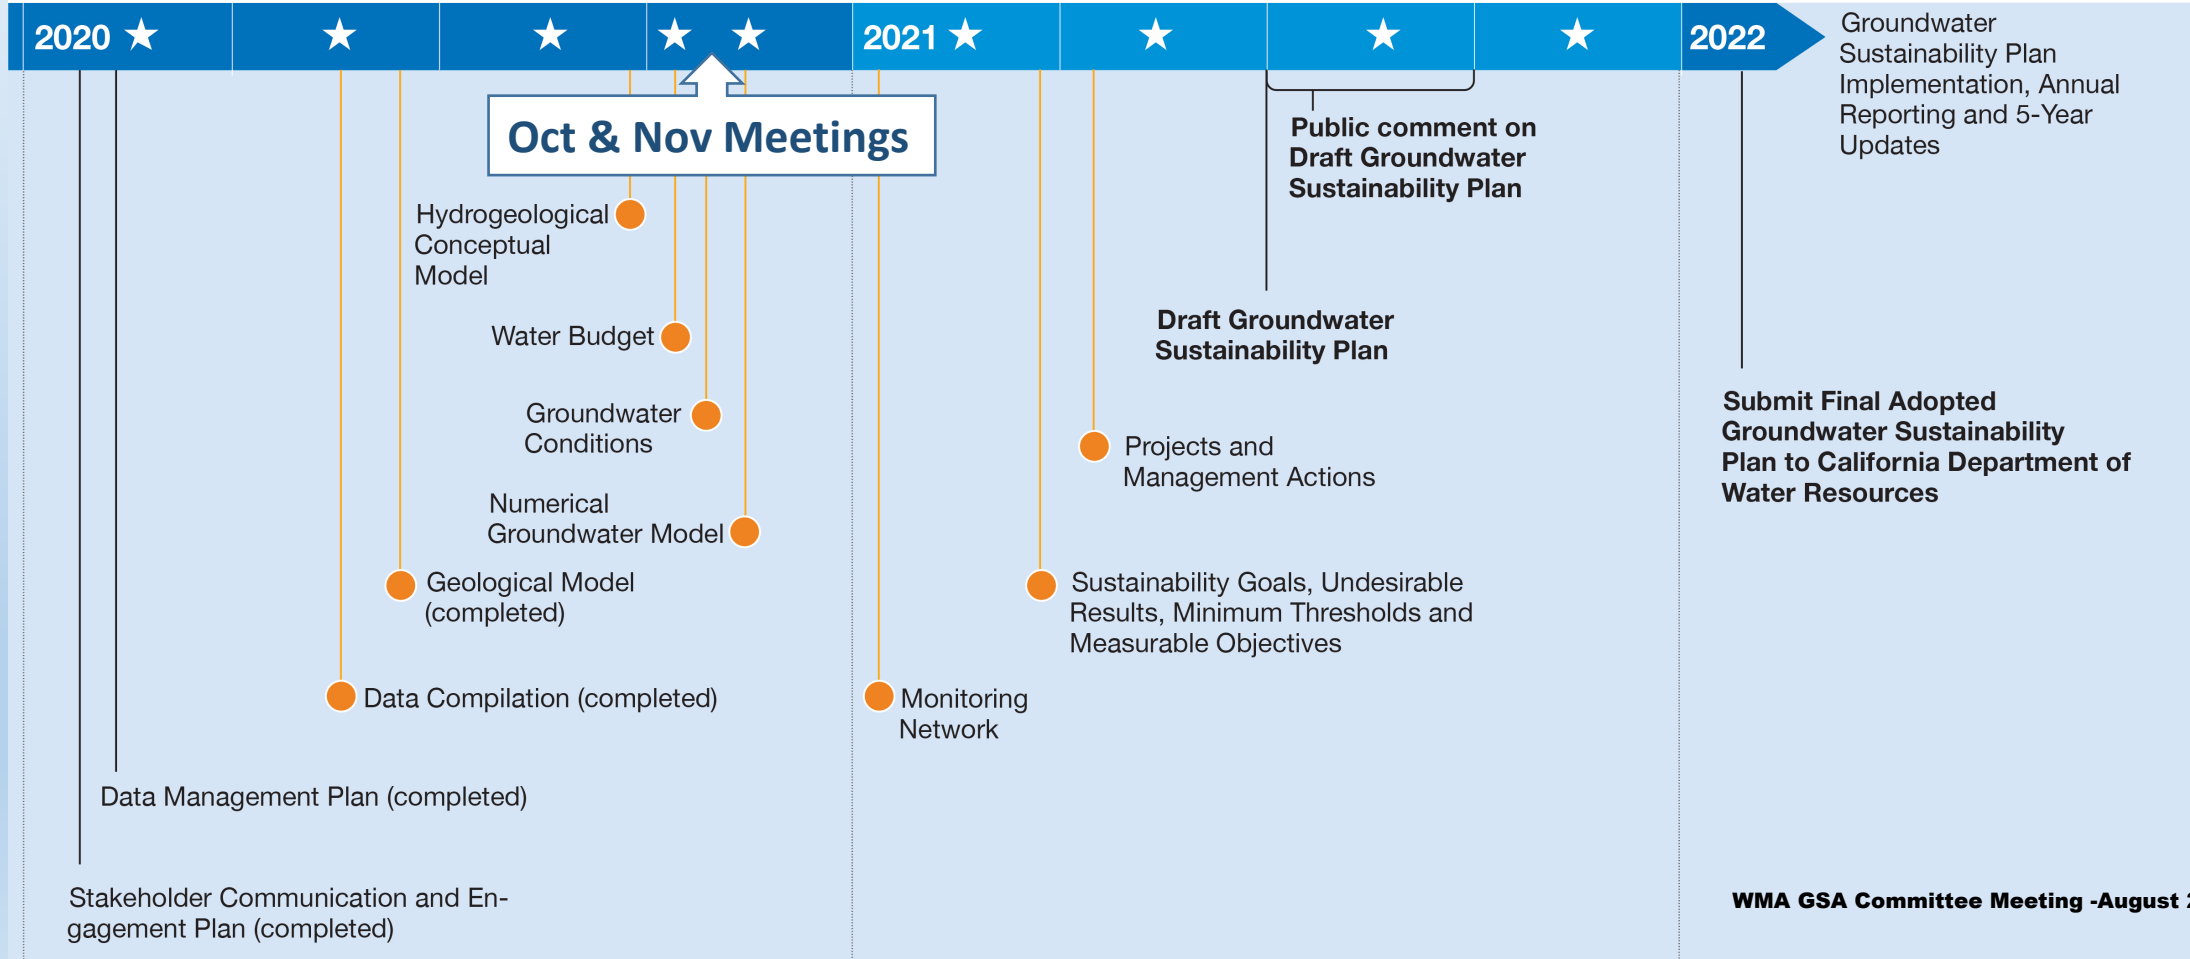 2020
2021
2022
Groundwater
Sustainability Plan
Implementation, Annual
Reporting and 5-Year
Updates
Oct & Nov Meetings
Public comment on
Draft Groundwater
Sustainability Plan
Hydrogeological
Conceptual
Model
Water Budget
Draft Groundwater
Sustainability Plan
Groundwater
Conditions
Submit Final Adopted
Groundwater Sustainability
Plan to California Department of
Water Resources
Projects and
Management Actions
Numerical
Groundwater Model
Geological Model
(completed)
Sustainability Goals, Undesirable
Results, Minimum Thresholds and
Measurable Objectives
Data Compilation (completed)
Monitoring
Network
Data Management Plan (completed)
Stakeholder Communication and En-
gagement Plan (completed)
WMA GSA Committee Meeting -August